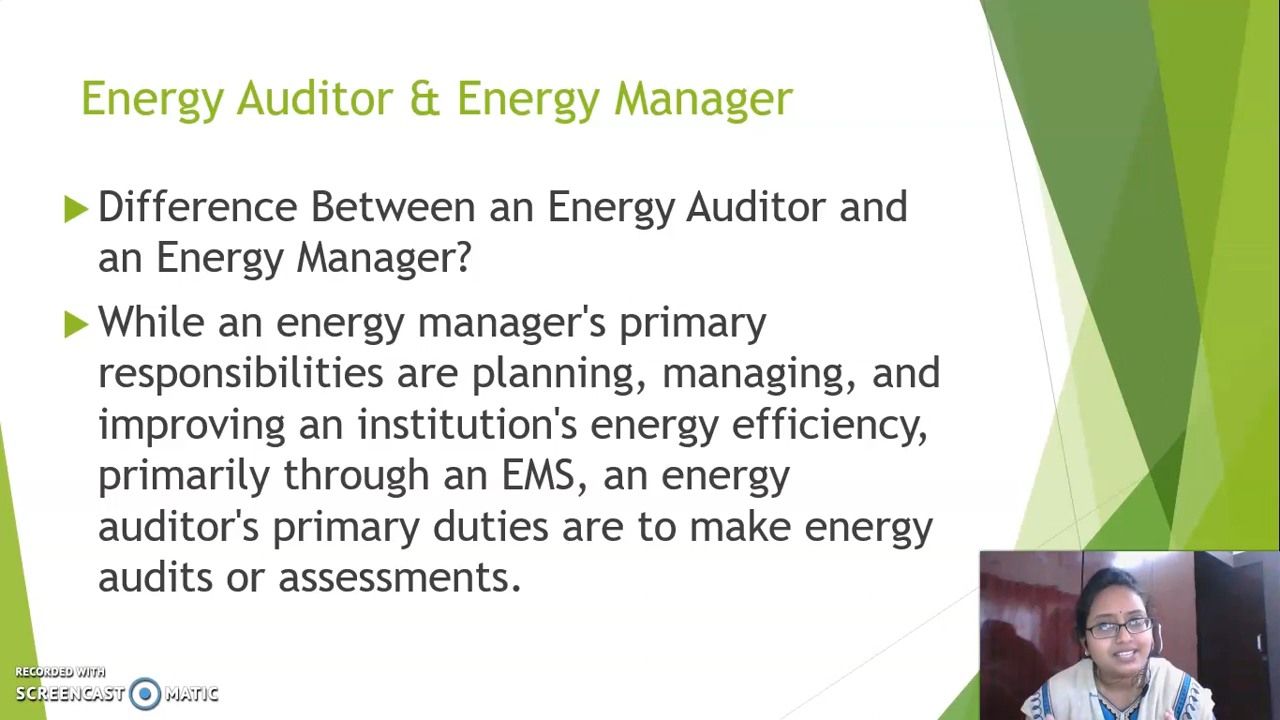 Energy Auditor & Energy Manager
Difference Between an Energy Auditor and
an Energy Manager?
While an energy manager's primary
responsibilities are planning, managing, and
improving an institution's energy efficiency,
primarily through an EMS, an energy
auditor's primary duties are to make energy
audits or assessments.
RECORDED WITH
SCREENCAST MATIC